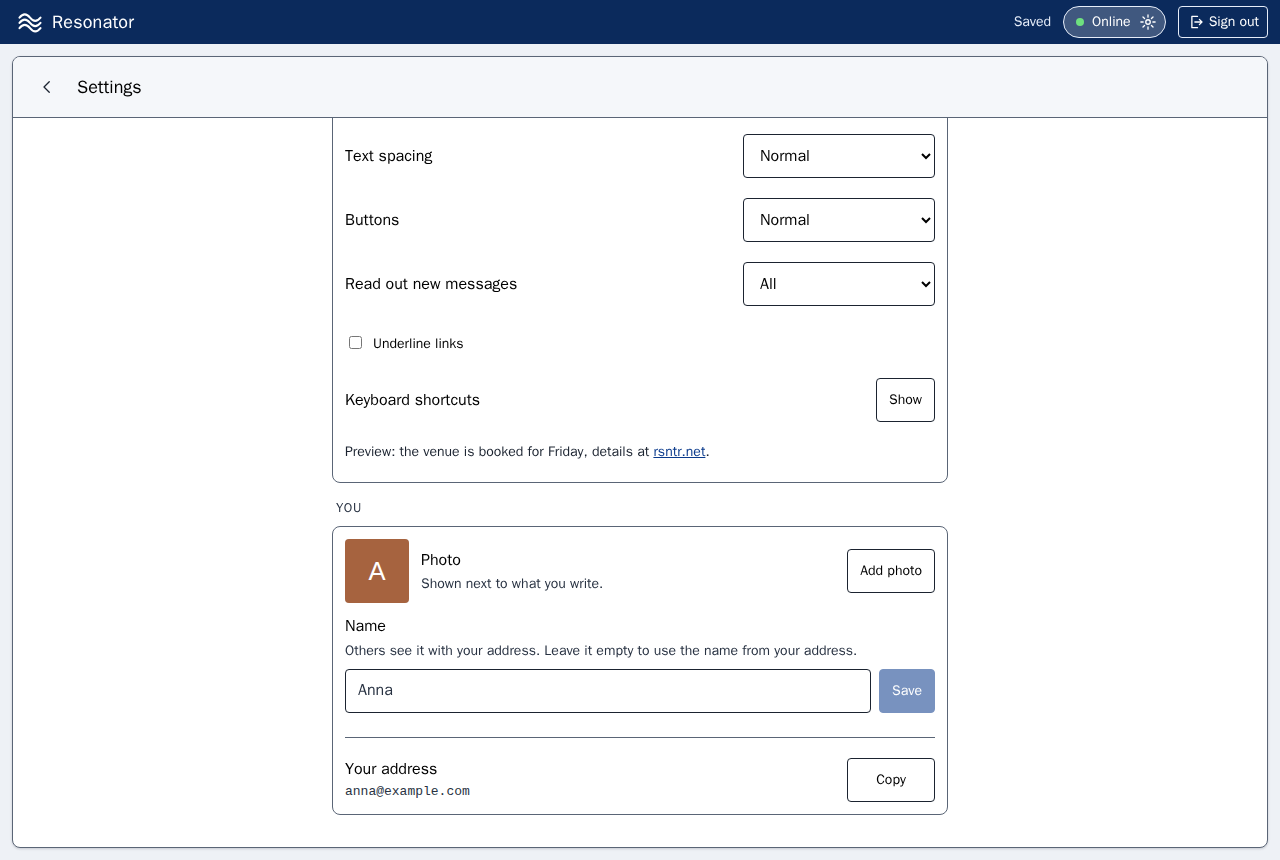 Resonator
Saved
Online
Sign out
Settings
Text spacing
Normal
Buttons
Normal
Read out new messages
All
Underline links
Keyboard shortcuts
Show
Preview: the venue is booked for Friday, details at rsntr.net.
YOU
A
Photo
Shown next to what you write.
Add photo
Name
Others see it with your address. Leave it empty to use the name from your address.
Anna
Save
Your address
anna@example.com
Copy